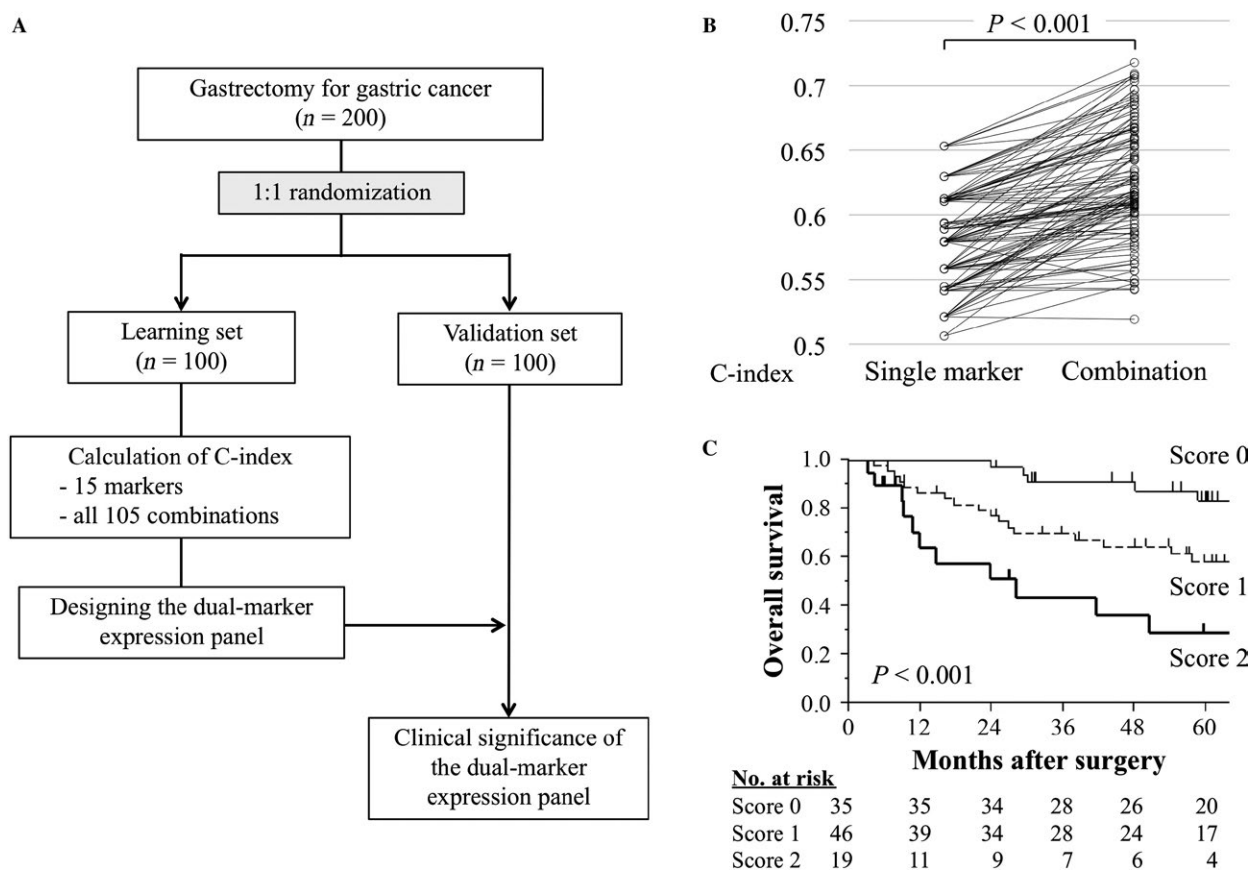 A
Gastrectomy for gastric cancer
(n = 200)
1:1 randomization
Learning set
(n = 100)
Validation set
(n = 100)
Calculation of C-index
- 15 markers
- all 105 combinations
Designing the dual-marker
expression panel
Clinical significance of
the dual-marker
expression panel
B
P < 0.001
0.75
0.7
0.65
0.6
0.55
0.5
C-index Single marker Combination
C
Score 0
Score 1
Score 2
P < 0.001
Overall survival
1.0
0.8
0.6
0.4
0.2
0.0
0 12 24 36 48 60
Months after surgery
No. at risk
Score 0 35 35 34 28 26 20
Score 1 46 39 34 28 24 17
Score 2 19 11 9 7 6 4